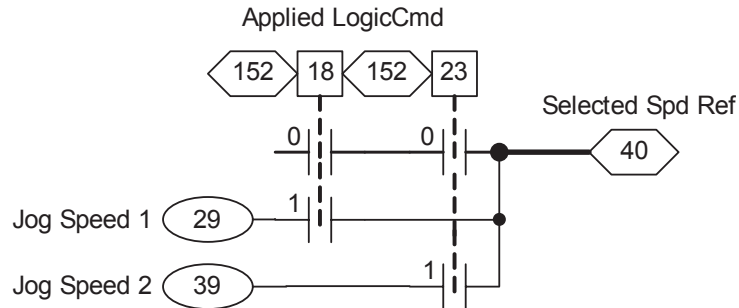 Applied LogicCmd
152 18 152 23
Selected Spd Ref
0 0 40
Jog Speed 1 29 1
Jog Speed 2 39 1